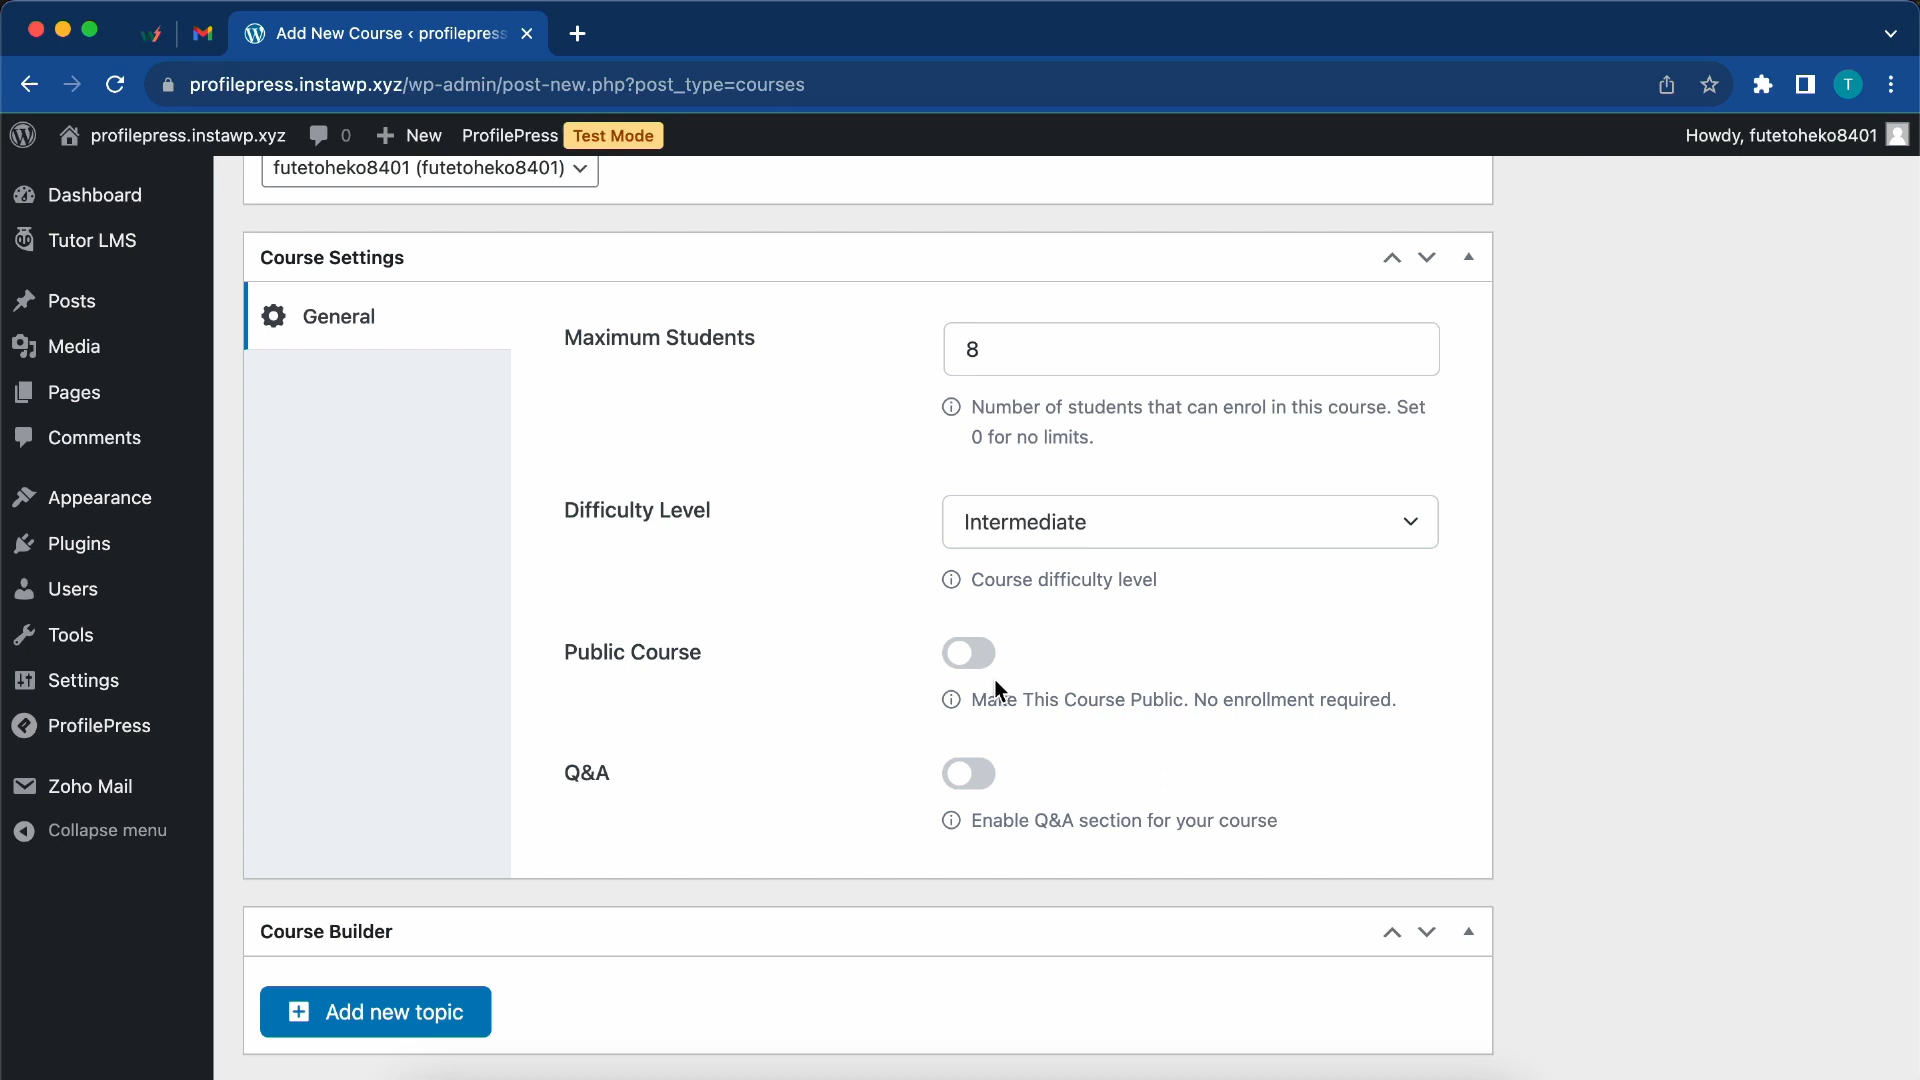 Add New Course ‹ profilepress
profilepress.instawp.xyz/wp-admin/post-new.php?post_type=courses
T
profilepress.instawp.xyz
0
New
ProfilePress
Test Mode
Howdy, futetoheko8401
Dashboard
Tutor LMS
Posts
Media
Pages
Comments
Appearance
Plugins
Users
Tools
Settings
ProfilePress
Zoho Mail
Collapse menu
futetoheko8401 (futetoheko8401)
Course Settings
General
Maximum Students
8
Number of students that can enrol in this course. Set
0 for no limits.
Difficulty Level
Intermediate
Course difficulty level
Public Course
Make This Course Public. No enrollment required.
Q&A
Enable Q&A section for your course
Course Builder
Add new topic